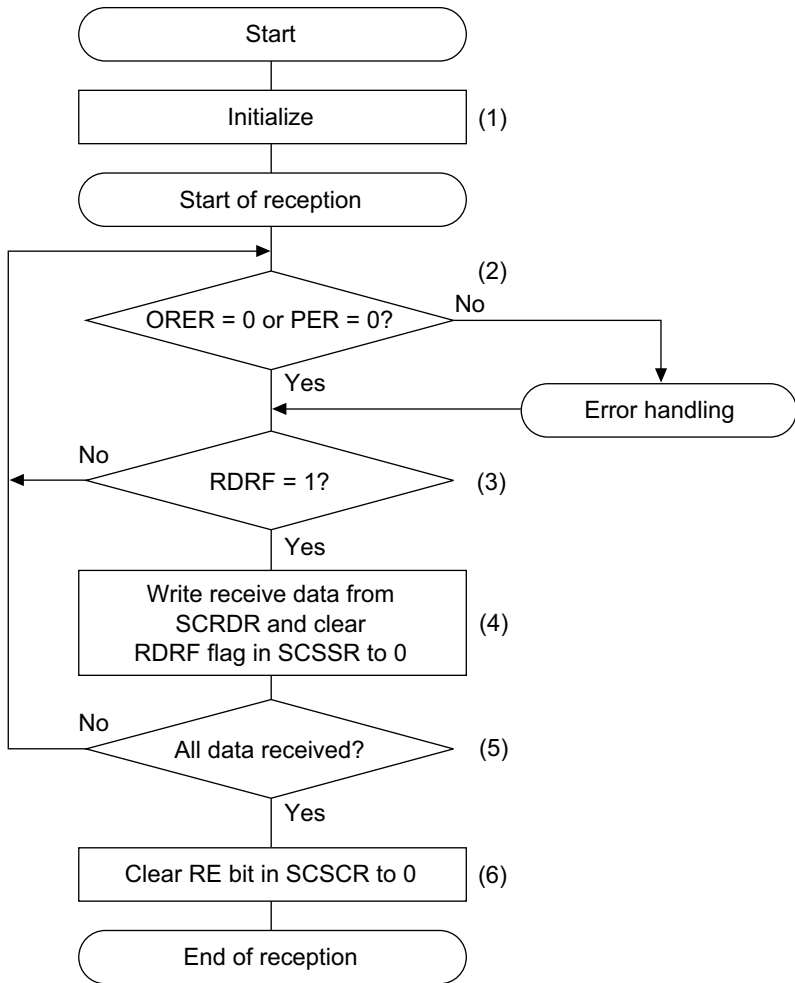 Start
Initialize
(1)
Start of reception
(2)
ORER = 0 or PER = 0?
No
Yes
Error handling
No
RDRF = 1?
(3)
Yes
Write receive data from
SCRDR and clear
RDRF flag in SCSSR to 0
(4)
No
All data received?
(5)
Yes
Clear RE bit in SCSCR to 0
(6)
End of reception